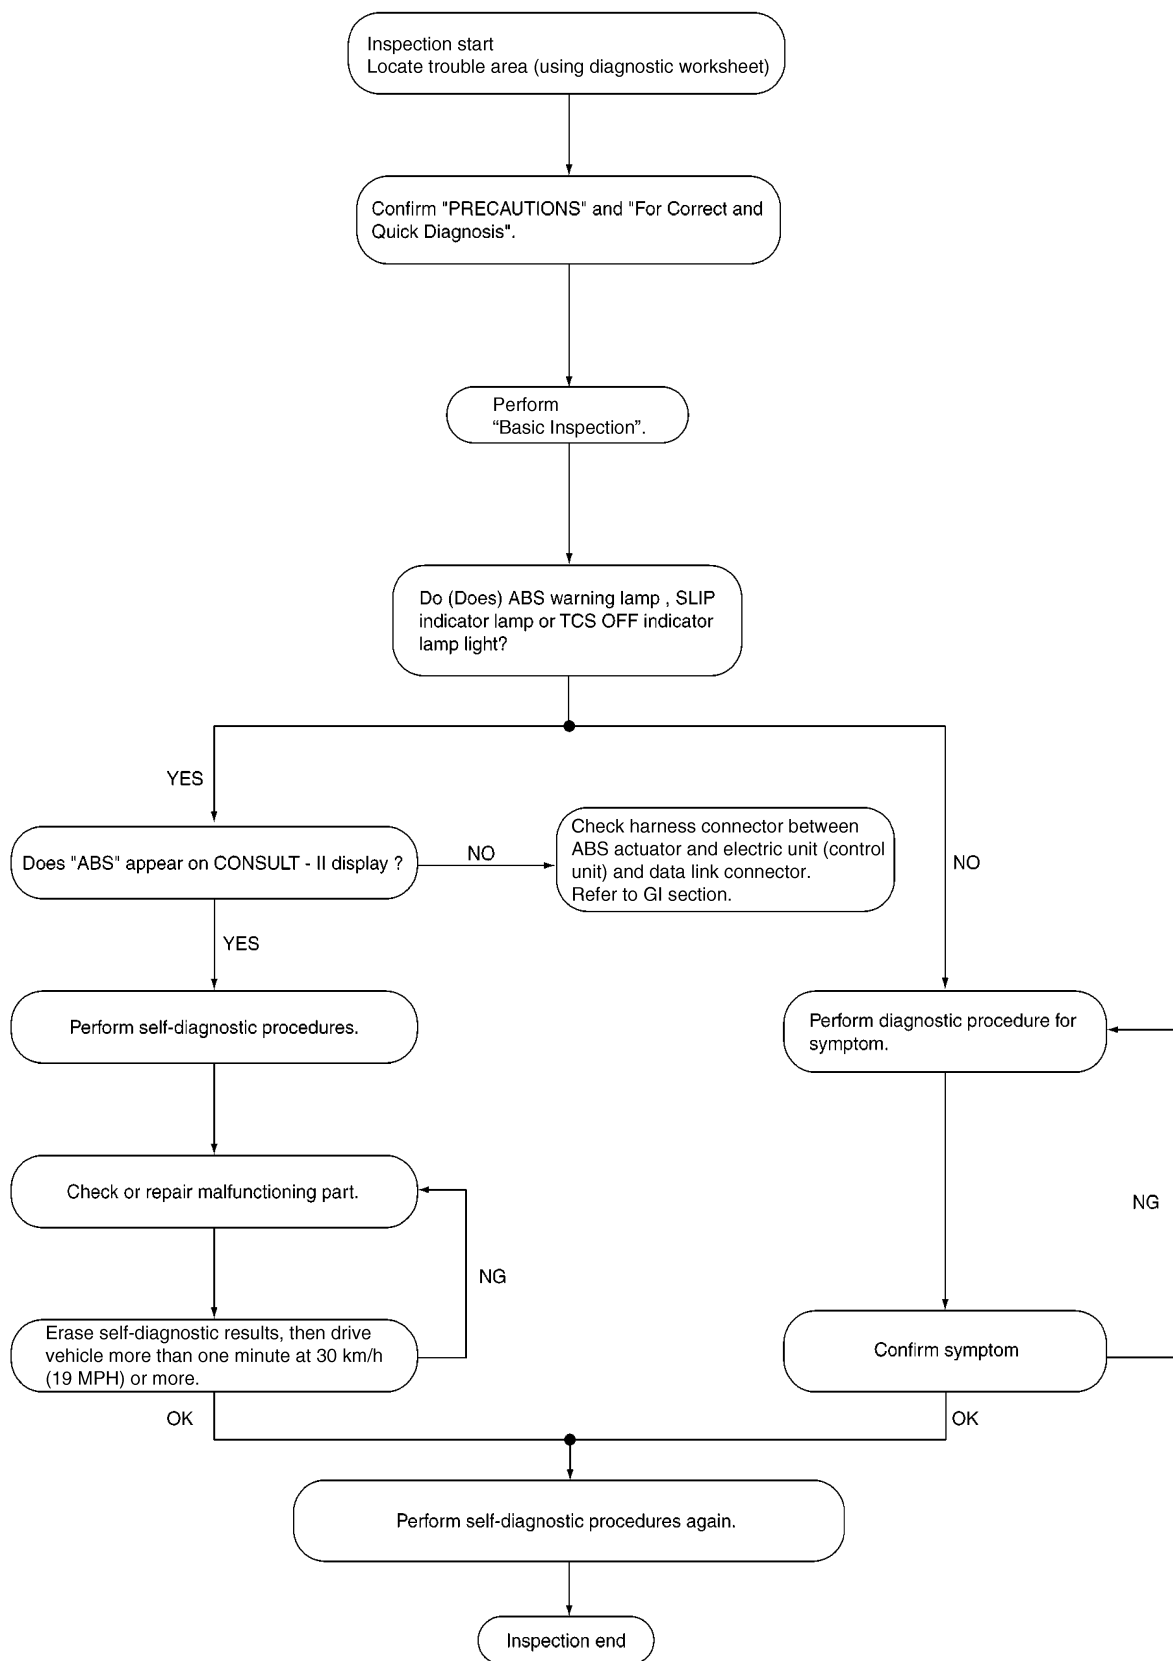 Inspection start
Locate trouble area (using diagnostic worksheet)
Confirm "PRECAUTIONS" and "For Correct and
Quick Diagnosis".
Perform
“Basic Inspection”.
Do (Does) ABS warning lamp , SLIP
indicator lamp or TCS OFF indicator
lamp light?
YES
Does "ABS" appear on CONSULT - II display ?
NO
Check harness connector between
ABS actuator and electric unit (control
unit) and data link connector.
Refer to GI section.
NO
YES
Perform self-diagnostic procedures.
Perform diagnostic procedure for
symptom.
Check or repair malfunctioning part.
NG
NG
Erase self-diagnostic results, then drive
vehicle more than one minute at 30 km/h
(19 MPH) or more.
Confirm symptom
OK
OK
Perform self-diagnostic procedures again.
Inspection end